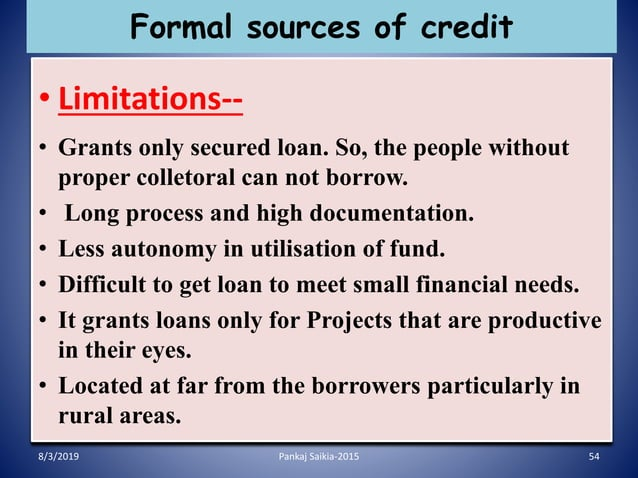 Formal sources of credit
• Limitations--
• Grants only secured loan. So, the people without
proper colletoral can not borrow.
• Long process and high documentation.
• Less autonomy in utilisation of fund.
• Difficult to get loan to meet small financial needs.
• It grants loans only for Projects that are productive
in their eyes.
• Located at far from the borrowers particularly in
rural areas.
8/3/2019 Pankaj Saikia-2015 54